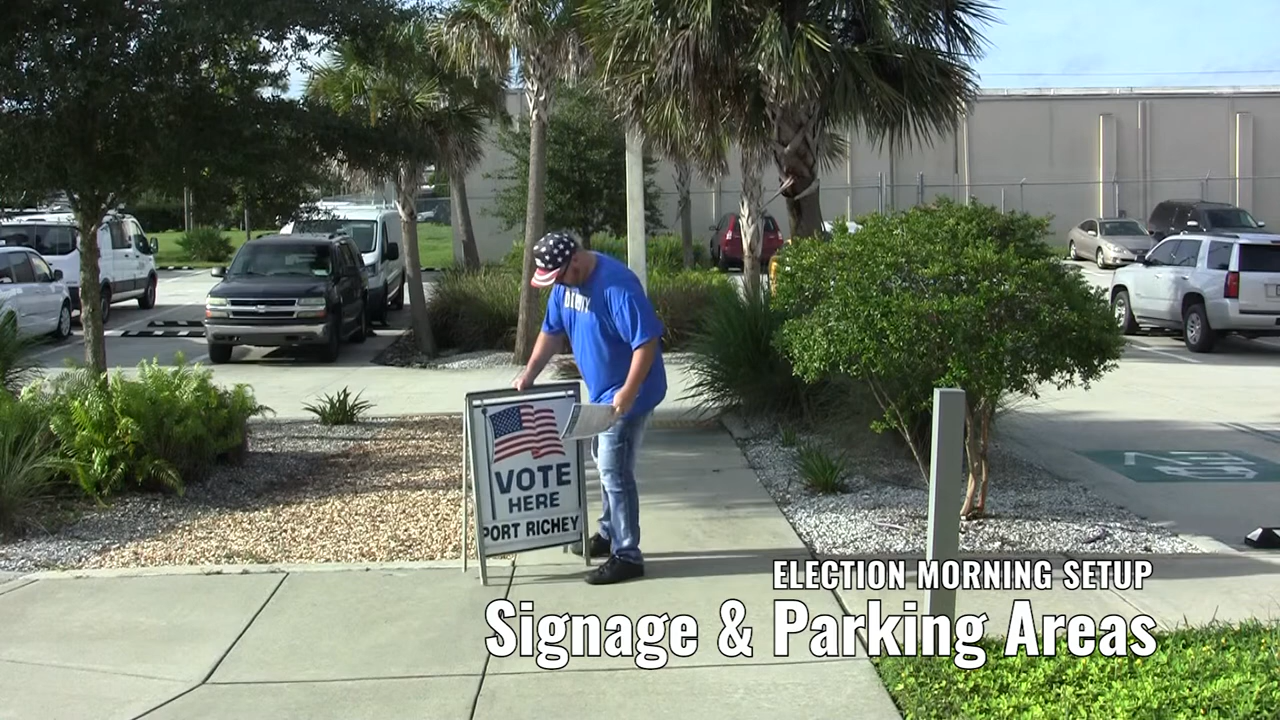 VOTE
HERE
PORT RICHEY
ELECTION MORNING SETUP
Signage & Parking Areas